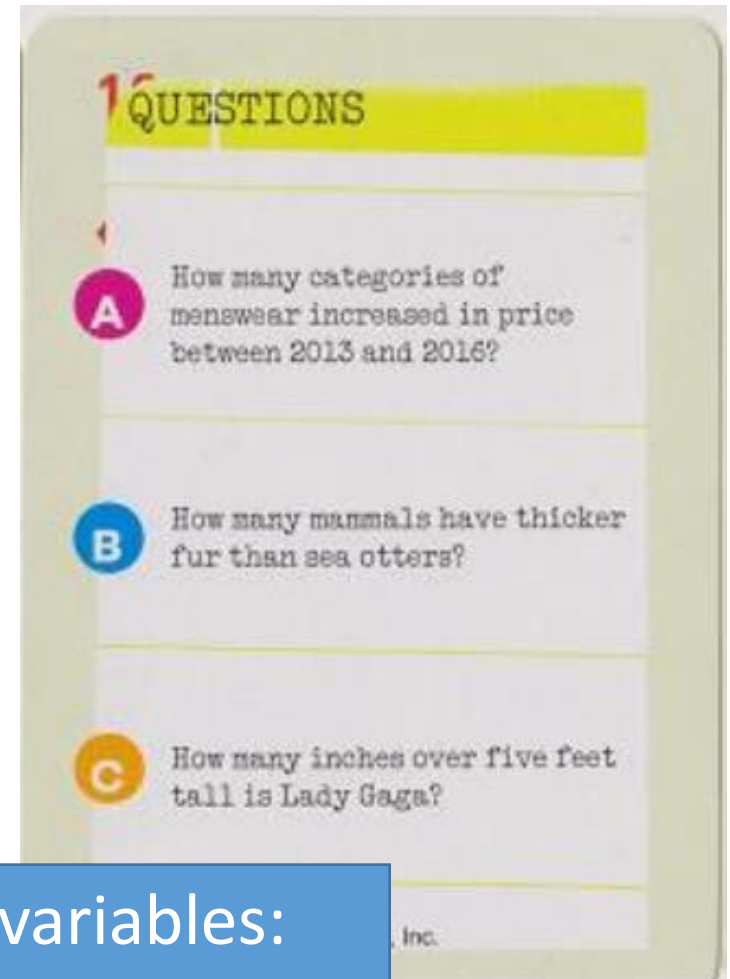 QUESTIONS
A
How many categories of
menswear increased in price
between 2013 and 2016?
B
How many mammals have thicker
fur than sea otters?
C
How many inches over five feet
tall is Lady Gaga?
variables:
, Inc.